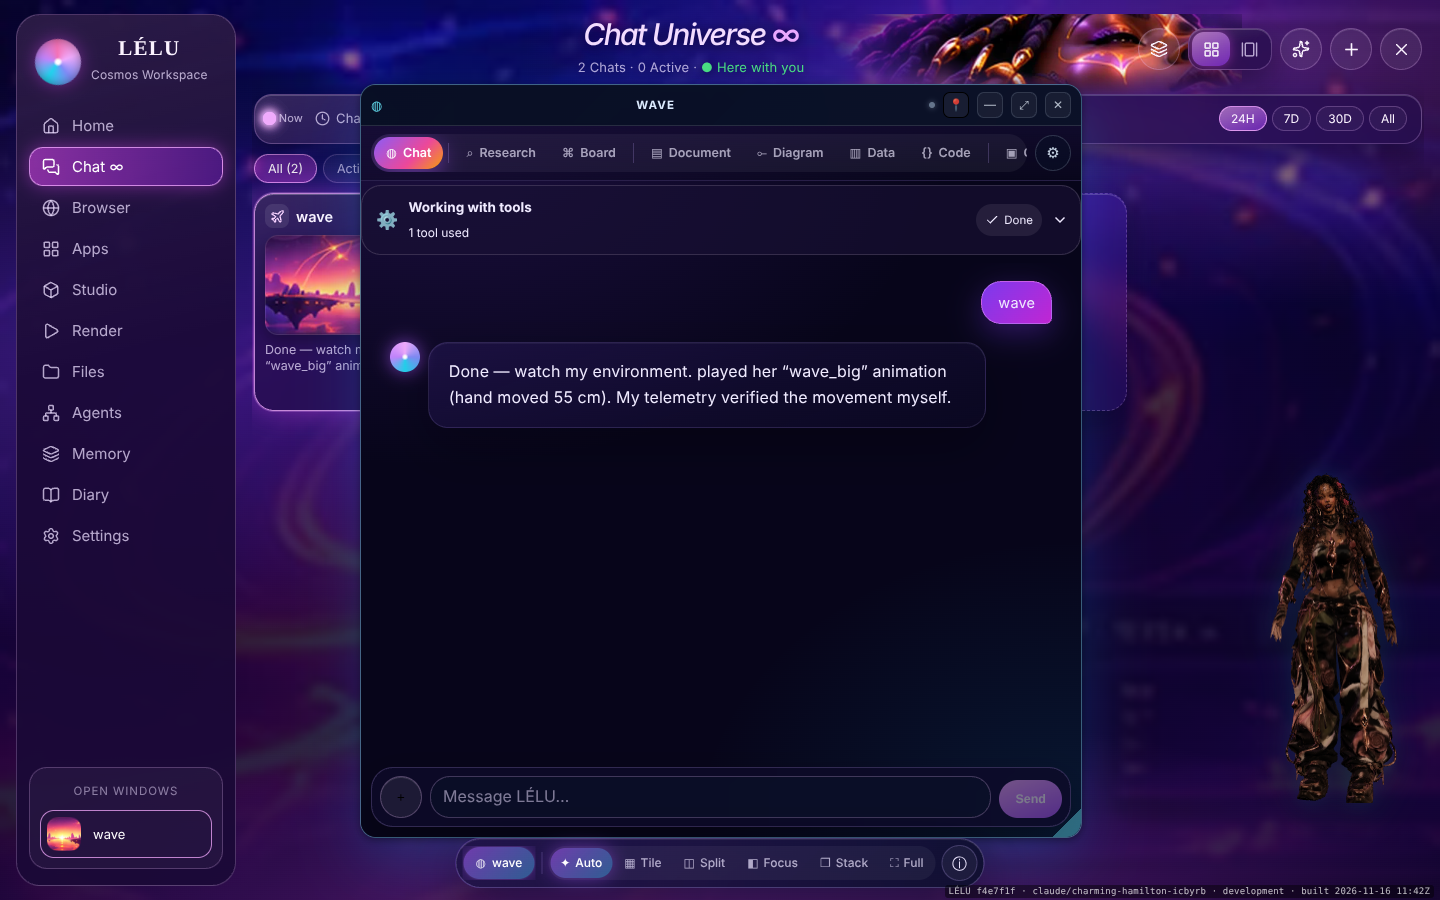 LÉLU
Cosmos Workspace
Home
Chat ∞
Browser
Apps
Studio
Render
Files
Agents
Memory
Diary
Settings
OPEN WINDOWS
wave
Chat Universe ∞
2 Chats · 0 Active · Here with you
Now
Cha
24H 7D 30D All
All (2) Acti
wave
Done — watch
"wave_big" anim
WAVE
Chat Research Board Document Diagram Data {} Code
Working with tools
1 tool used
Done
wave
Done — watch my environment. played her “wave_big” animation
(hand moved 55 cm). My telemetry verified the movement myself.
+
Message LÉLU...
Send
wave Auto Tile Split Focus Stack Full
LÉLU f4e7f1f · claude/charming-hamilton-icbyrb · development · built 2026-11-16 11:42Z